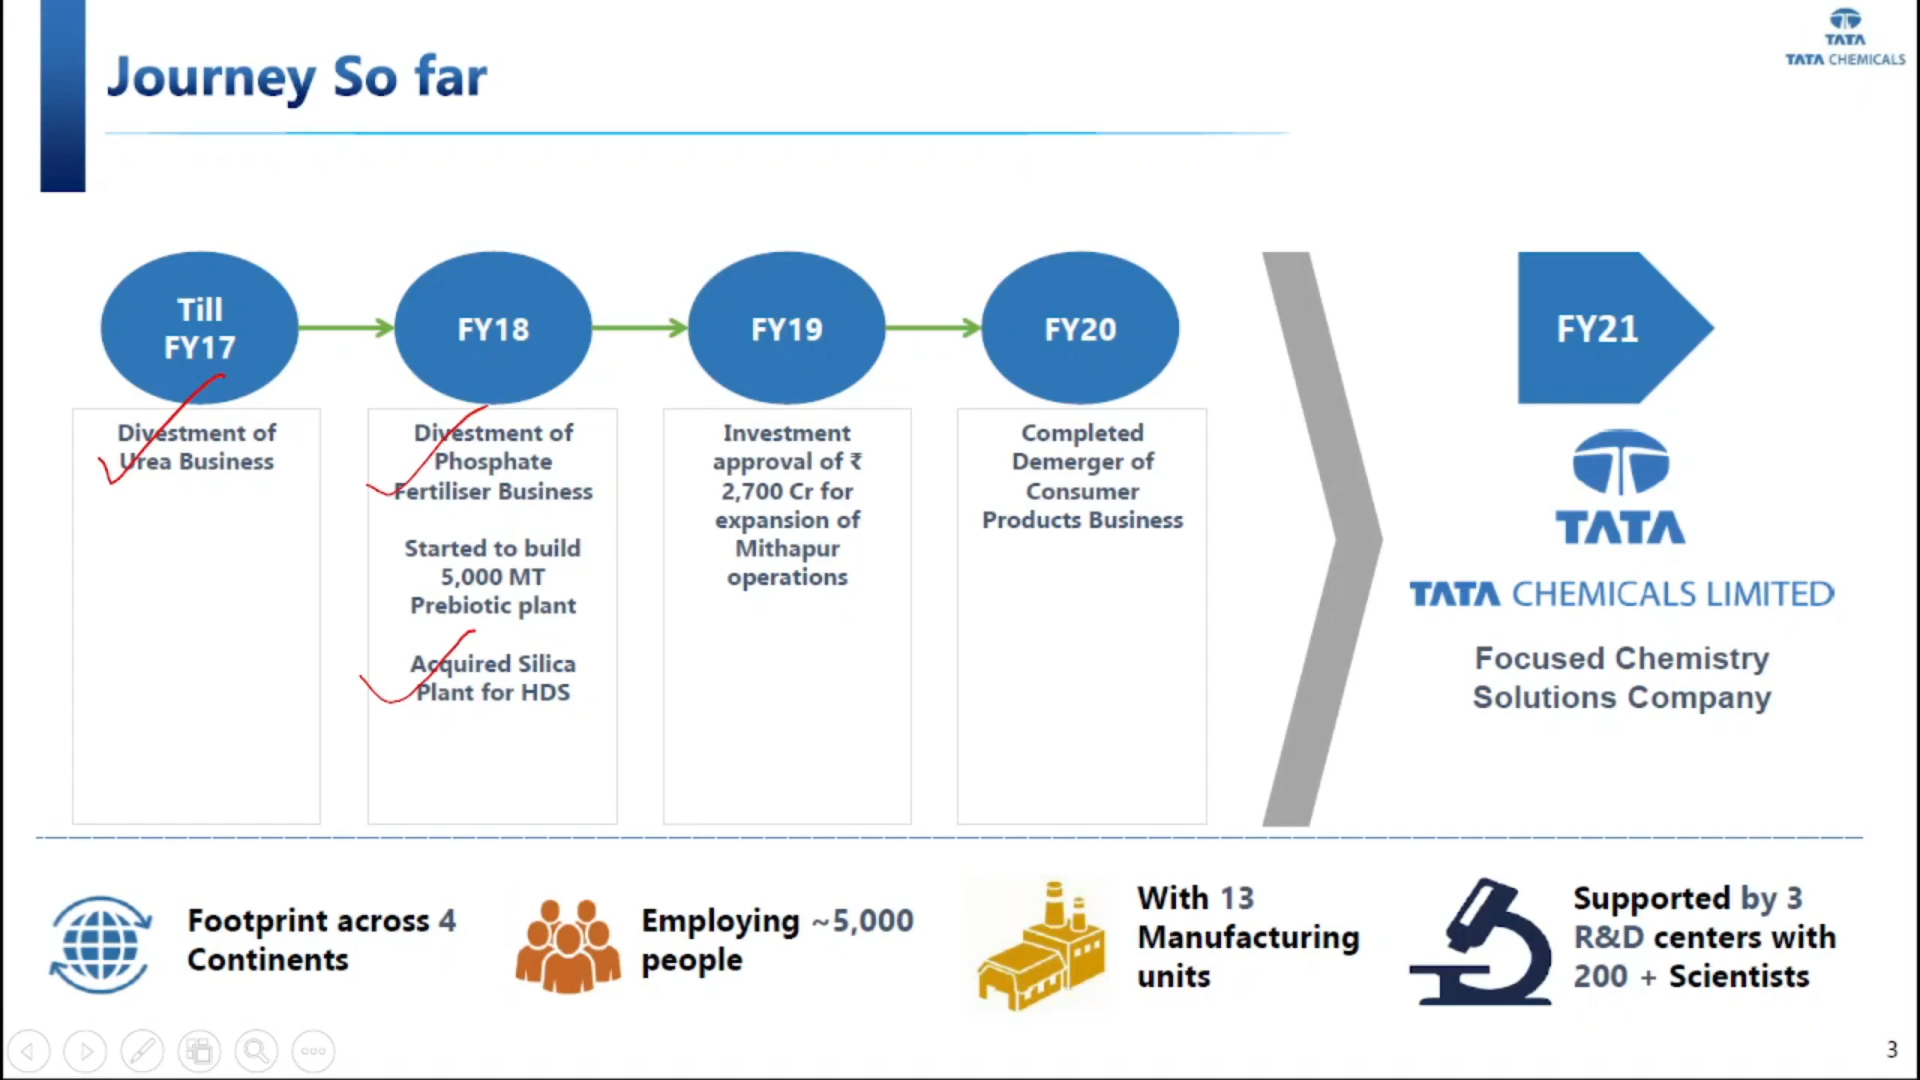 Journey So far
TATA
TATA CHEMICALS
Till
FY17
FY18
FY19
FY20
FY21
Divestment of
Urea Business
Divestment of
Phosphate
Fertiliser Business
Started to build
5,000 MT
Prebiotic plant
Acquired Silica
Plant for HDS
Investment
approval of ₹
2,700 Cr for
expansion of
Mithapur
operations
Completed
Demerger of
Consumer
Products Business
TATA
TATA CHEMICALS LIMITED
Focused Chemistry
Solutions Company
Footprint across 4
Continents
Employing ~5,000
people
With 13
Manufacturing
units
Supported by 3
R&D centers with
200 + Scientists
3